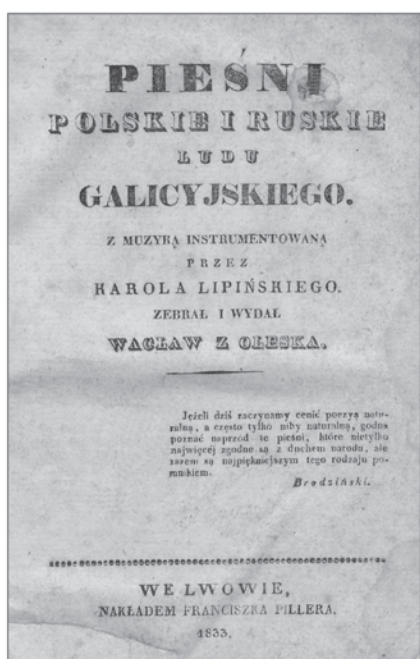 PIEŚNI
POLSKIE I RUSKIE
LUDU
GALICYJSKIEGO.
Z MUZYKĄ INSTRUMENTOWANĄ
PRZEZ
KAROLA LIPIŃSKIEGO.
ZEBRAŁ I WYDAŁ
WACŁAW Z OLESKA.
Jeżeli dziś zaczynamy cenić poezyą natu-
ralną, a często tylko niby naturalną, godna
poznać naprzód te pieśni, które nietylko
najwięcej zgodne są z duchem narodu, ale
zarem są najpiękniejszym tego rodzaju po-
mnikiem.
Brodziński.
WE LWOWIE,
NAKŁADEM FRANCISZKA PILLERA.
1833.